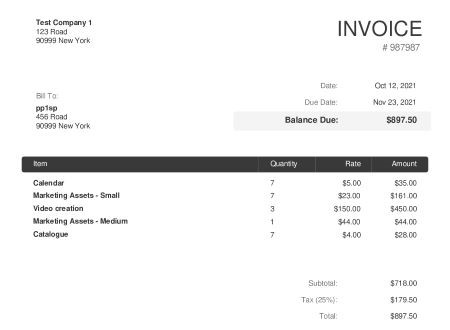 Test Company 1
123 Road
90999 New York
INVOICE
# 987987
Date: Oct 12, 2021
Due Date: Nov 23, 2021
Balance Due: $897.50
Bill To:
pp1sp
456 Road
90999 New York
Item Quantity Rate Amount
Calendar 7 $5.00 $35.00
Marketing Assets - Small 7 $23.00 $161.00
Video creation 3 $150.00 $450.00
Marketing Assets - Medium 1 $44.00 $44.00
Catalogue 7 $4.00 $28.00
Subtotal: $718.00
Tax (25%): $179.50
Total: $897.50